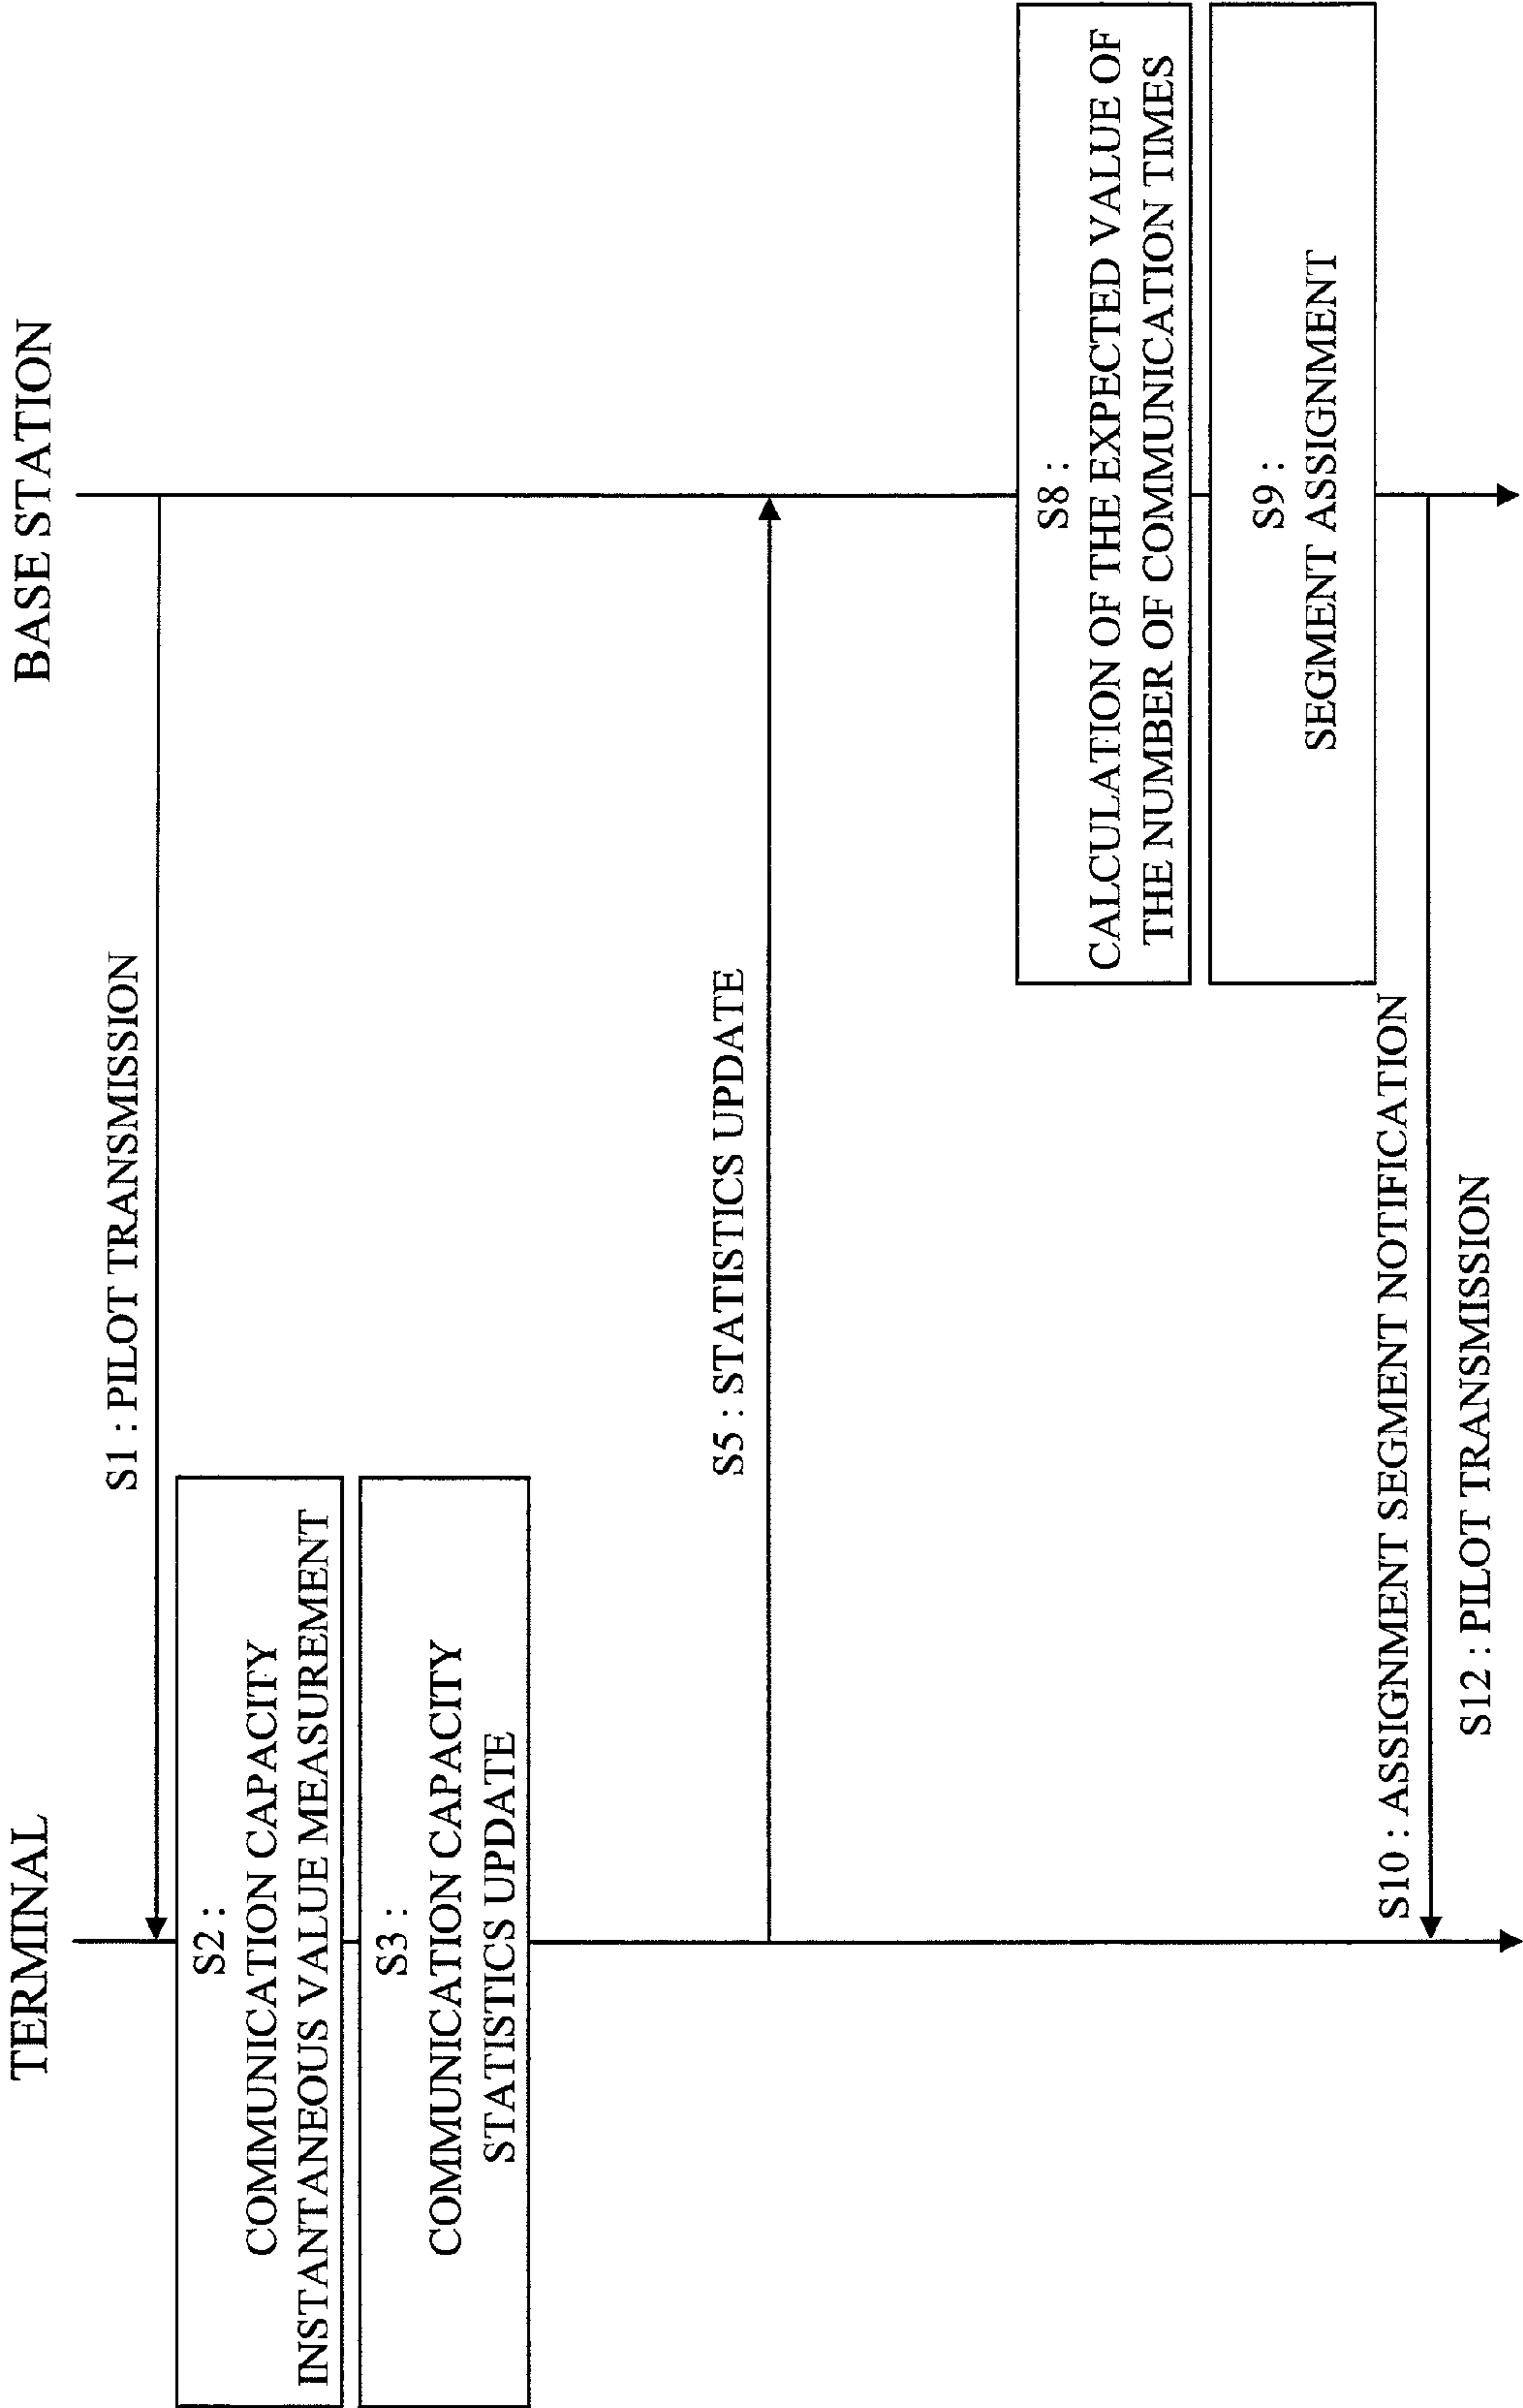 TERMINAL
BASE STATION
S1 : PILOT TRANSMISSION
S2 :
COMMUNICATION CAPACITY
INSTANTANEOUS VALUE MEASUREMENT
S3 :
COMMUNICATION CAPACITY
STATISTICS UPDATE
S5 : STATISTICS UPDATE
S8 :
CALCULATION OF THE EXPECTED VALUE OF
THE NUMBER OF COMMUNICATION TIMES
S9 :
SEGMENT ASSIGNMENT
S10 : ASSIGNMENT SEGMENT NOTIFICATION
S12 : PILOT TRANSMISSION